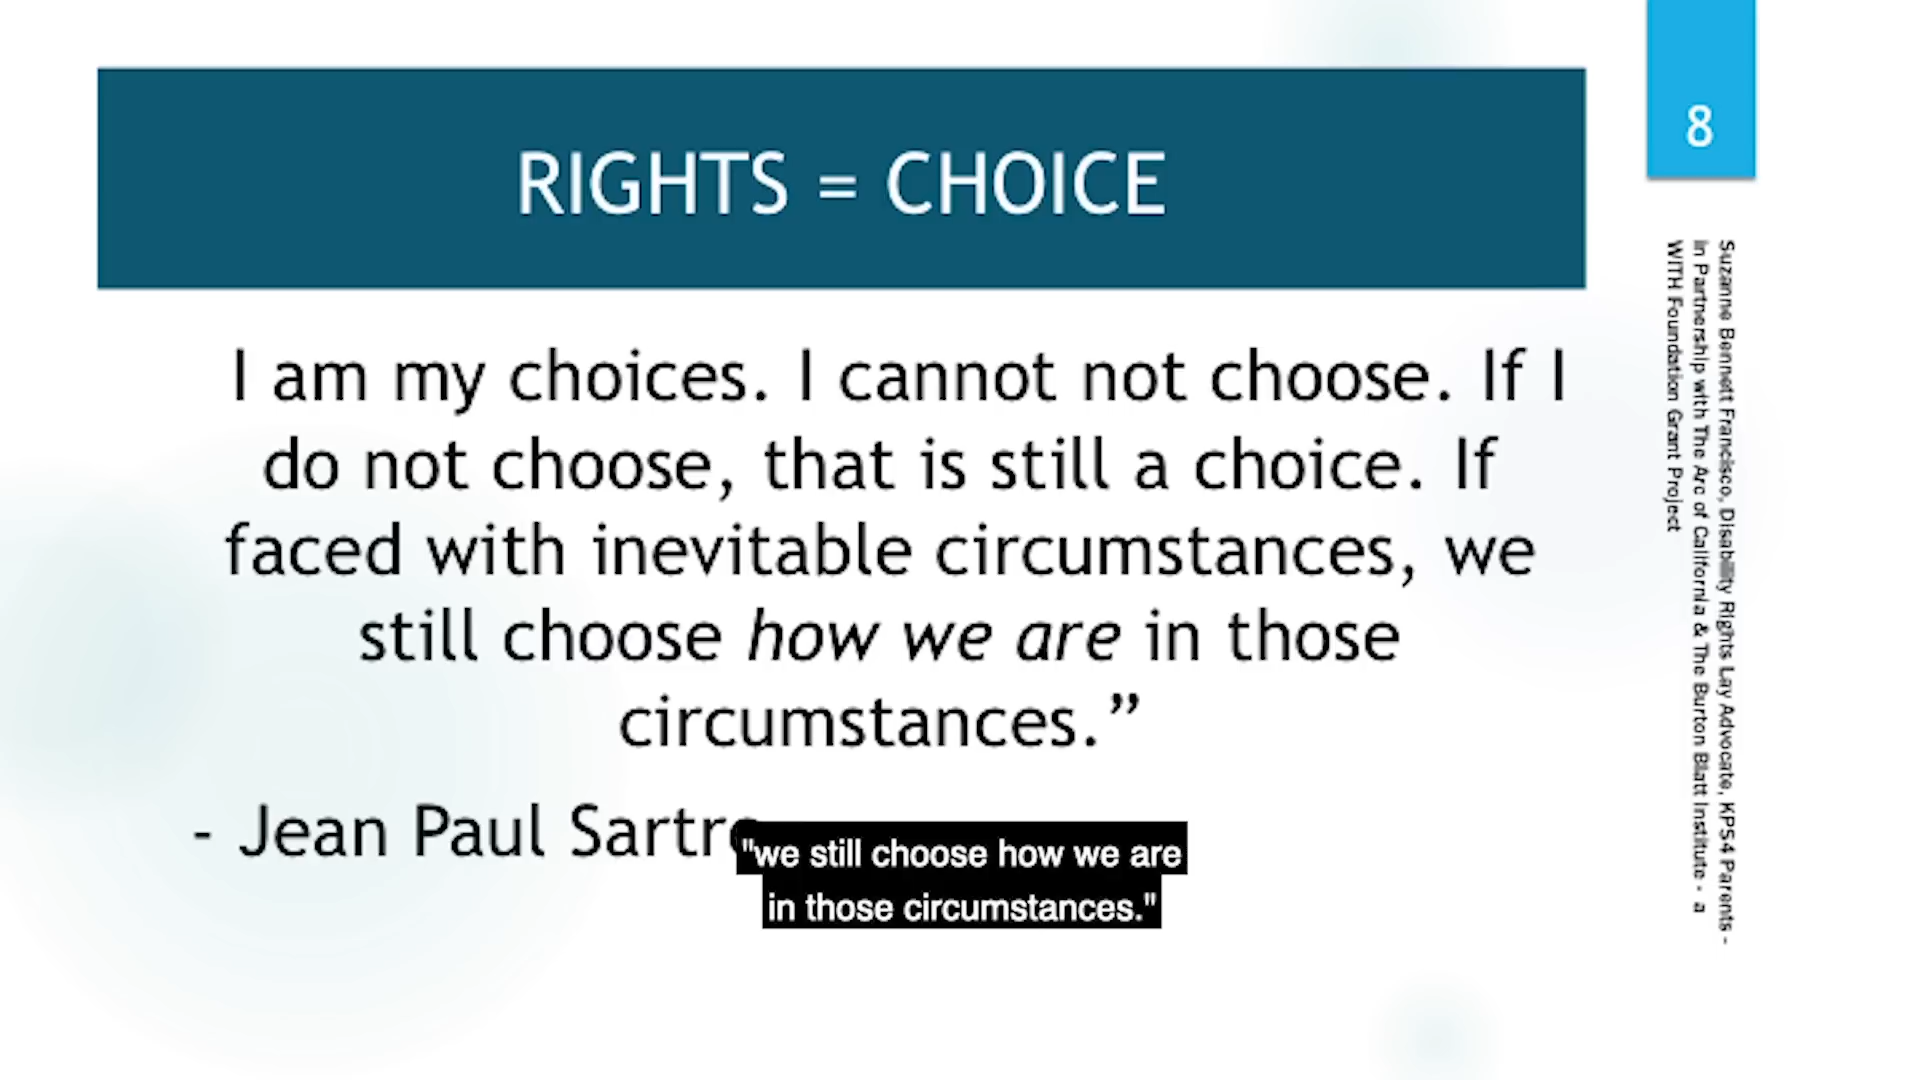 RIGHTS = CHOICE
8
I am my choices. I cannot not choose. If I
do not choose, that is still a choice. If
faced with inevitable circumstances, we
still choose how we are in those
circumstances.”
- Jean Paul Sartre
"we still choose how we are
in those circumstances."
Suzanne Bennett Francisco, Disability Rights Lay Advocate, KPS4 Parents -
in Partnership with The Arc of California & The Burton Blatt Institute - a
WITH Foundation Grant Project